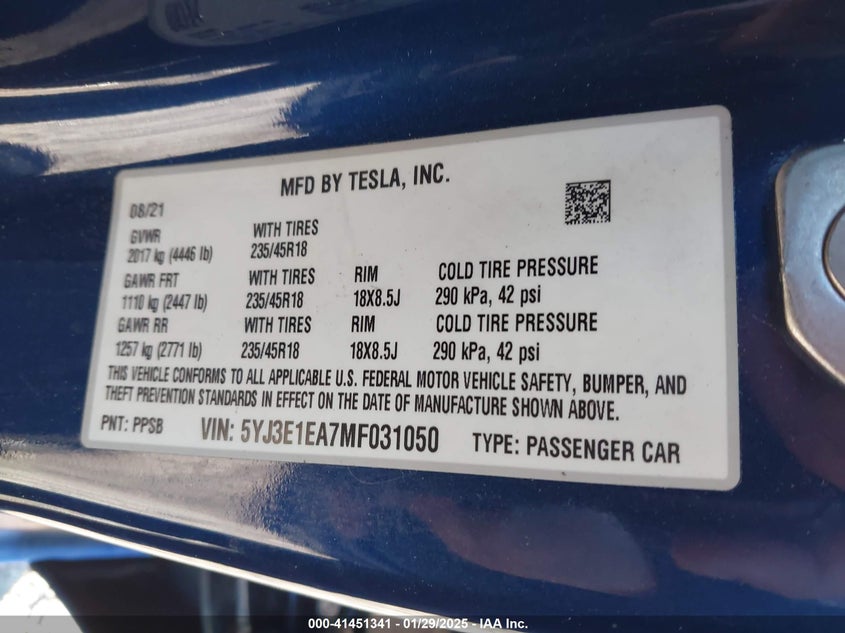 MFD BY TESLA, INC.
08/21
GVWR WITH TIRES
2017 kg (4446 lb) 235/45R18
GAWR FRT WITH TIRES RIM COLD TIRE PRESSURE
1110 kg (2447 lb) 235/45R18 18X8.5J 290 kPa, 42 psi
GAWR RR WITH TIRES RIM COLD TIRE PRESSURE
1257 kg (2771 lb) 235/45R18 18X8.5J 290 kPa, 42 psi
THIS VEHICLE CONFORMS TO ALL APPLICABLE U.S. FEDERAL MOTOR VEHICLE SAFETY, BUMPER, AND
THEFT PREVENTION STANDARDS IN EFFECT ON THE DATE OF MANUFACTURE SHOWN ABOVE.
PNT: PPSB VIN: 5YJ3E1EA7MF031050 TYPE: PASSENGER CAR
000-41451341 - 01/29/2025 - IAAI Inc.